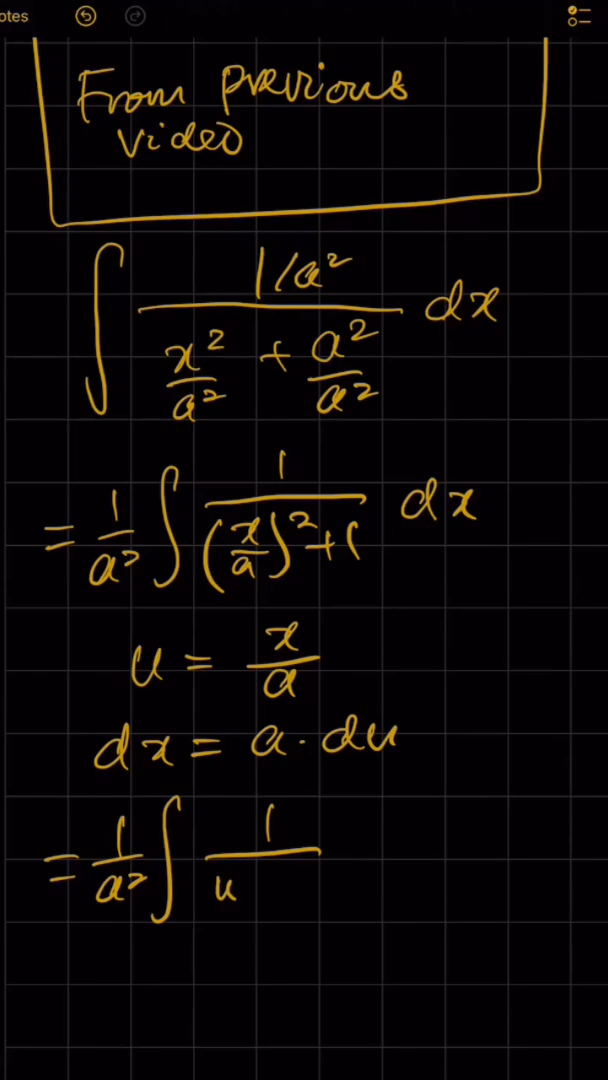 otes
From previous
video
∫ (1/a²) / (x²/a² + a²/a²) dx
= 1/a² ∫ 1 / ((x/a)² + 1) dx
u = x/a
dx = a · du
= 1/a² ∫ 1 / u